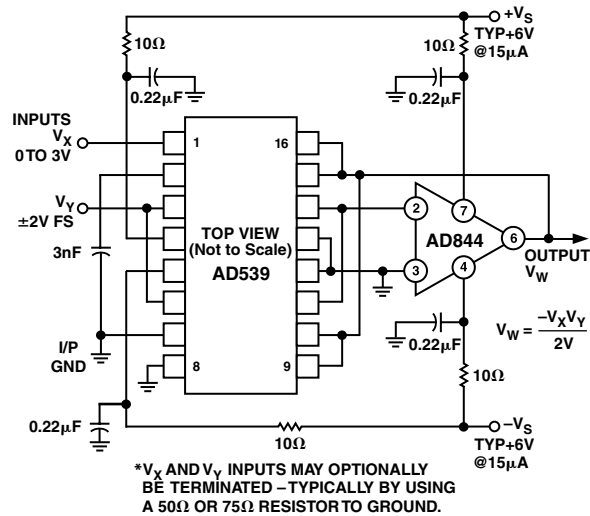 +VS
TYP+6V
@15µA
10Ω
10Ω
0.22µF
0.22µF
INPUTS
VX
0 TO 3V
1
16
VY
±2V FS
TOP VIEW
(Not to Scale)
AD539
3nF
2
7
AD844
6
3
4
OUTPUT
VW
I/P
GND
8
9
0.22µF
VW = −VXVY
2V
10Ω
0.22µF
10Ω
−VS
TYP+6V
@15µA
*VX AND VY INPUTS MAY OPTIONALLY
BE TERMINATED – TYPICALLY BY USING
A 50Ω OR 75Ω RESISTOR TO GROUND.